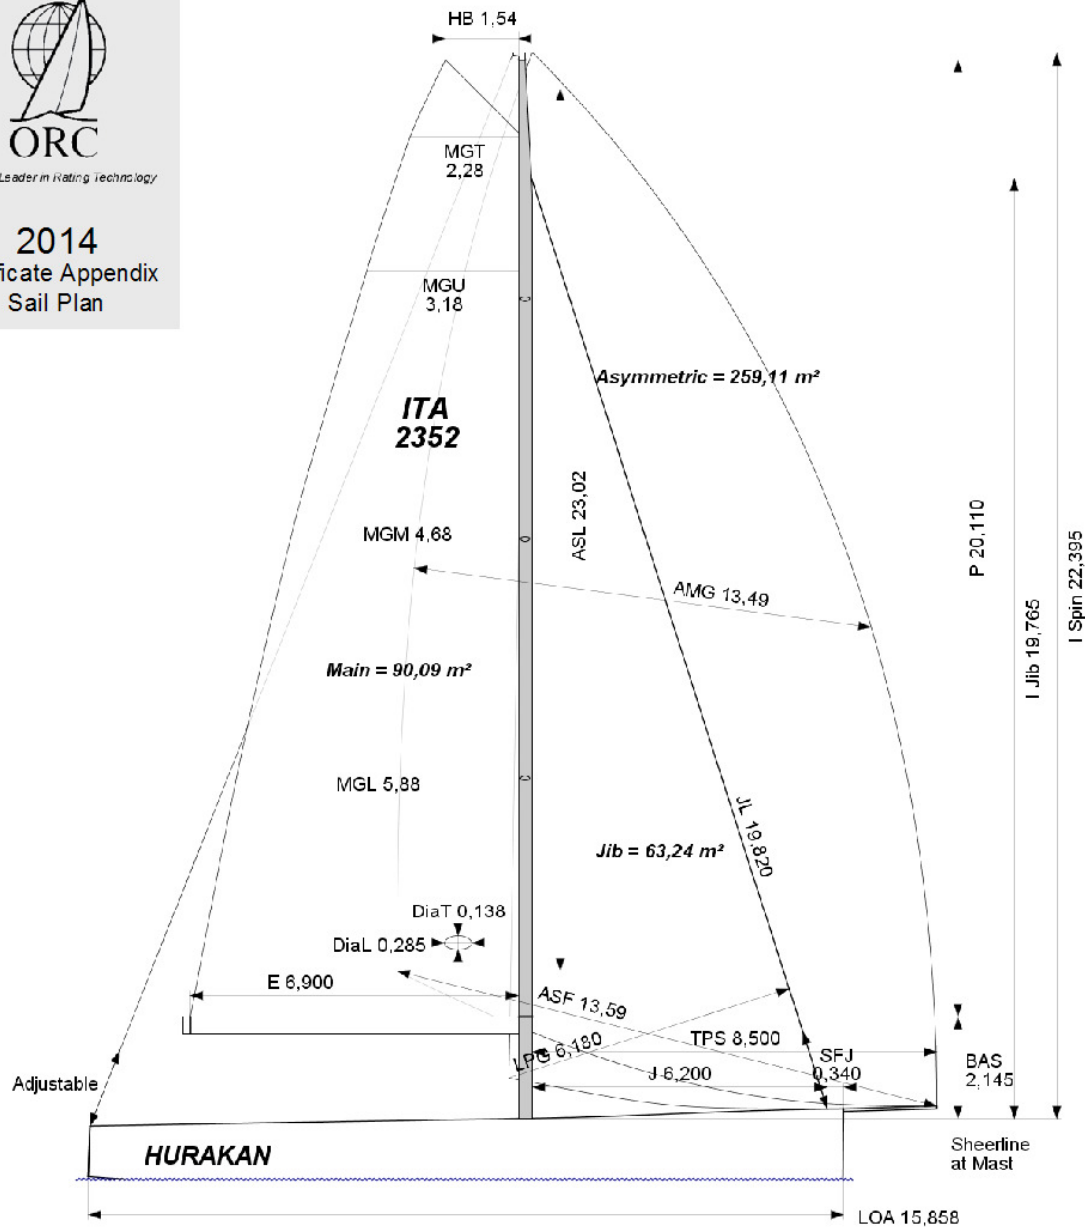 HB 1,54
ORC
Leader in Rating Technology
2014
ficate Appendix
Sail Plan
MGT
2,28
MGU
3,18
Asymmetric = 259,11 m²
ITA
2352
ASL 23,02
MGM 4,68
AMG 13,49
P 20,110
I Jib 19,765
I Spin 22,395
Main = 90,09 m²
MGL 5,88
JL 19,820
Jib = 63,24 m²
DiaT 0,138
DiaL 0,285
E 6,900
ASF 13,59
LPG 6,180
TPS 8,500
SFJ
0,340
J 6,200
BAS
2,145
Adjustable
HURAKAN
Sheerline
at Mast
LOA 15,858